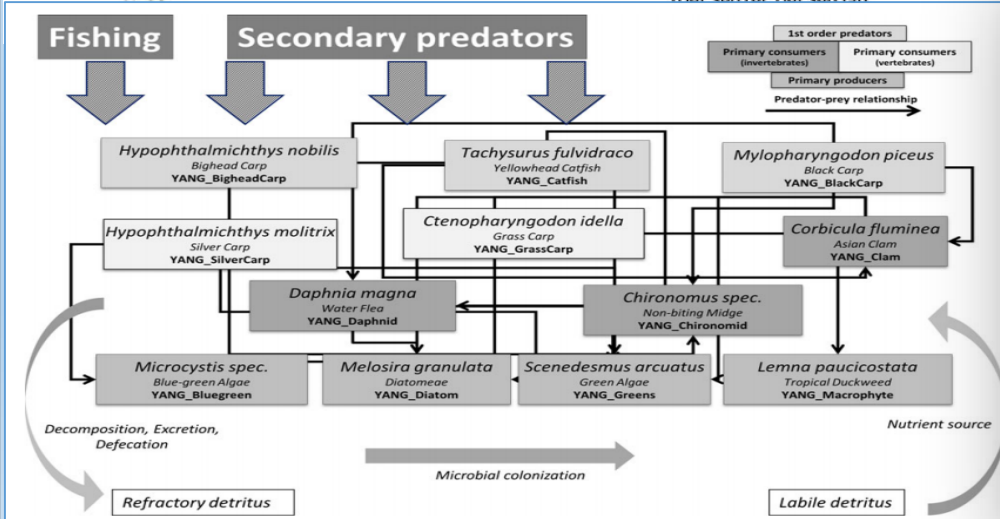 Fishing
Secondary predators
1st order predators
Primary consumers
(invertebrates)
Primary consumers
(vertebrates)
Primary producers
Predator-prey relationship
Hypophthalmichthys nobilis
Bighead Carp
YANG_BigheadCarp
Tachysurus fulvidraco
Yellowhead Catfish
YANG_Catfish
Mylopharyngodon piceus
Black Carp
YANG_BlackCarp
Hypophthalmichthys molitrix
Silver Carp
YANG_SilverCarp
Ctenopharyngodon idella
Grass Carp
YANG_GrassCarp
Corbicula fluminea
Asian Clam
YANG_Clam
Daphnia magna
Water Flea
YANG_Daphnid
Chironomus spec.
Non-biting Midge
YANG_Chironomid
Microcystis spec.
Blue-green Algae
YANG_Bluegreen
Melosira granulata
Diatomeae
YANG_Diatom
Scenedesmus arcuatus
Green Algae
YANG_Greens
Lemna paucicostata
Tropical Duckweed
YANG_Macrophyte
Decomposition, Excretion,
Defecation
Nutrient source
Microbial colonization
Refractory detritus
Labile detritus